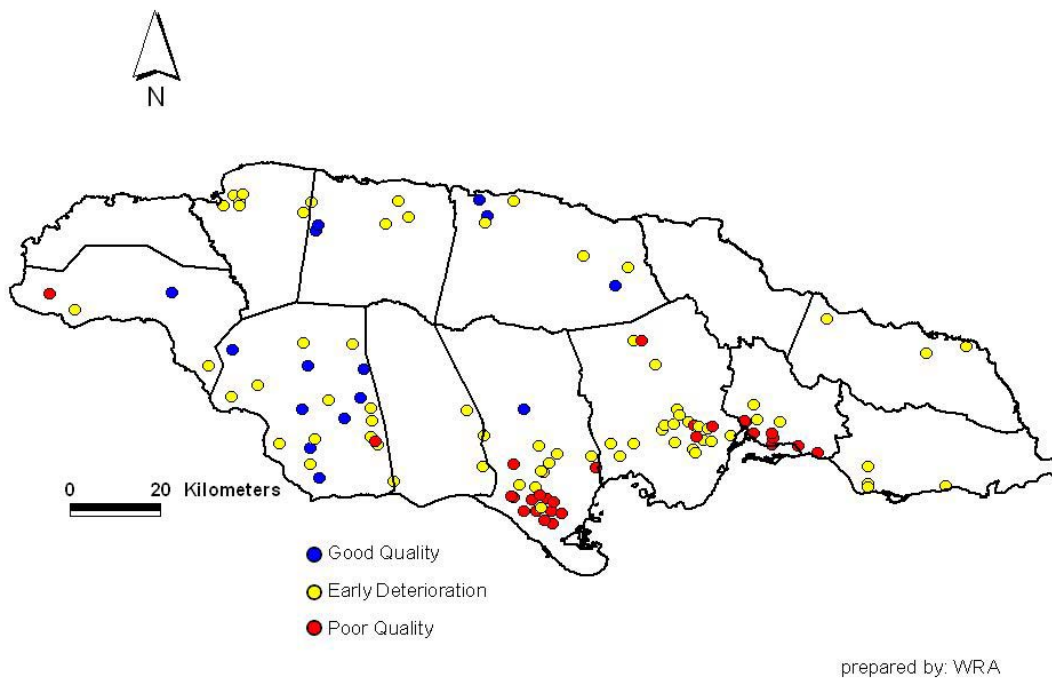 N
0 20 Kilometers
Good Quality
Early Deterioration
Poor Quality
prepared by: WRA